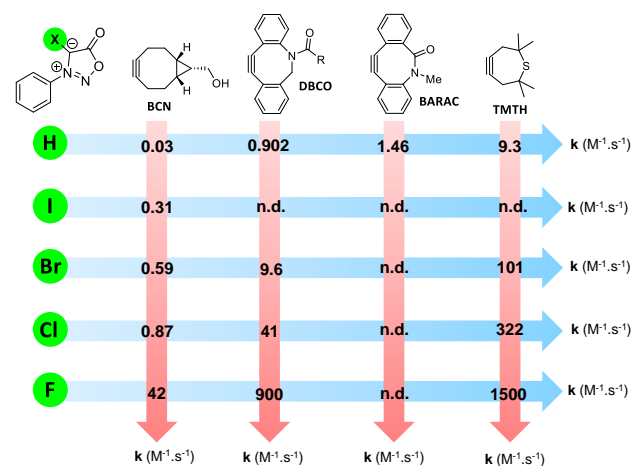 X O
O
N N
O
R
N
H
H
OH
DBCO
O
N Me
S
BCN
BARAC
TMTH
H 0.03 0.902 1.46 9.3 k (M⁻¹.s⁻¹)
I 0.31 n.d. n.d. n.d. k (M⁻¹.s⁻¹)
Br 0.59 9.6 n.d. 101 k (M⁻¹.s⁻¹)
Cl 0.87 41 n.d. 322 k (M⁻¹.s⁻¹)
F 42 900 n.d. 1500 k (M⁻¹.s⁻¹)
k (M⁻¹.s⁻¹) k (M⁻¹.s⁻¹) k (M⁻¹.s⁻¹) k (M⁻¹.s⁻¹)